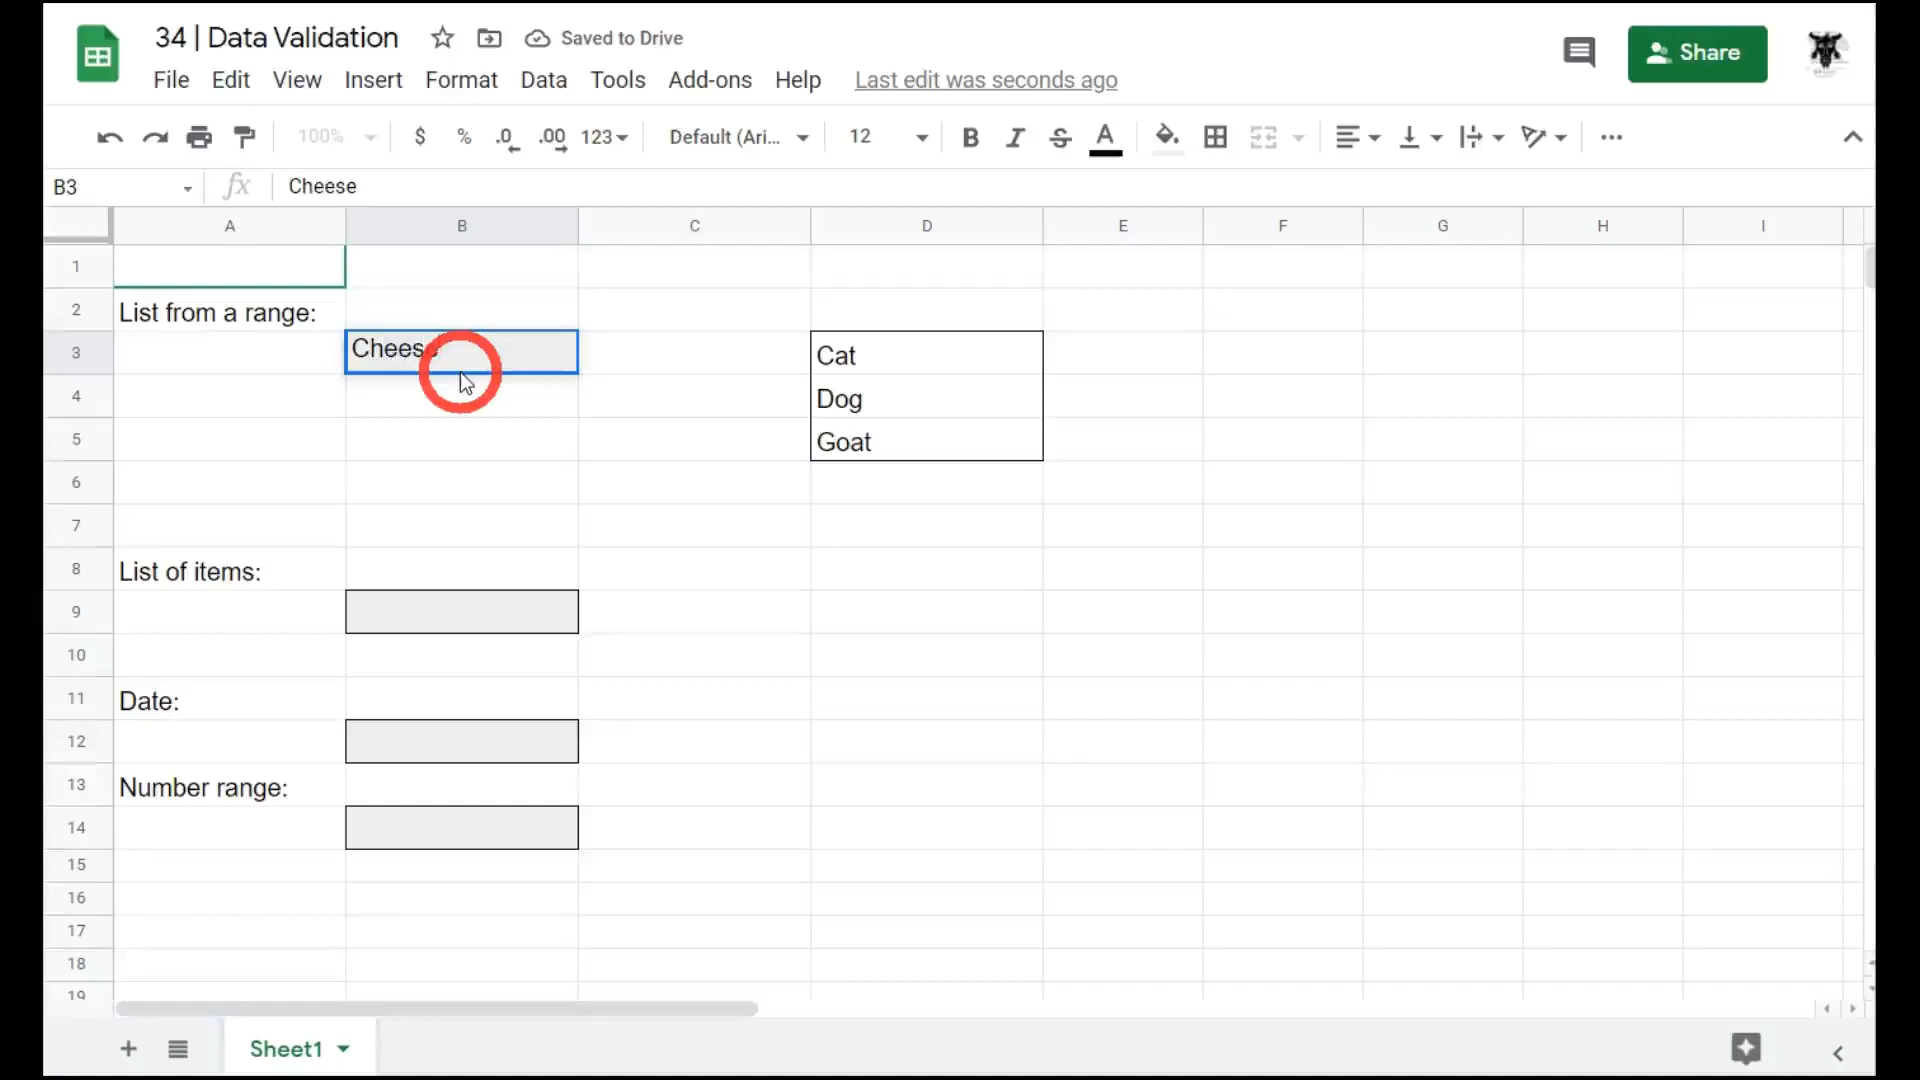 34 | Data Validation
Saved to Drive
File Edit View Insert Format Data Tools Add-ons Help Last edit was seconds ago
Share
100% $ % .0 .00 123 Default (Ari... 12 B I S A
B3 fx Cheese
A B C D E F G H I
1
2 List from a range:
3 Cheese Cat
4 Dog
5 Goat
6
7
8 List of items:
9
10
11 Date:
12
13 Number range:
14
15
16
17
18
19
Sheet1